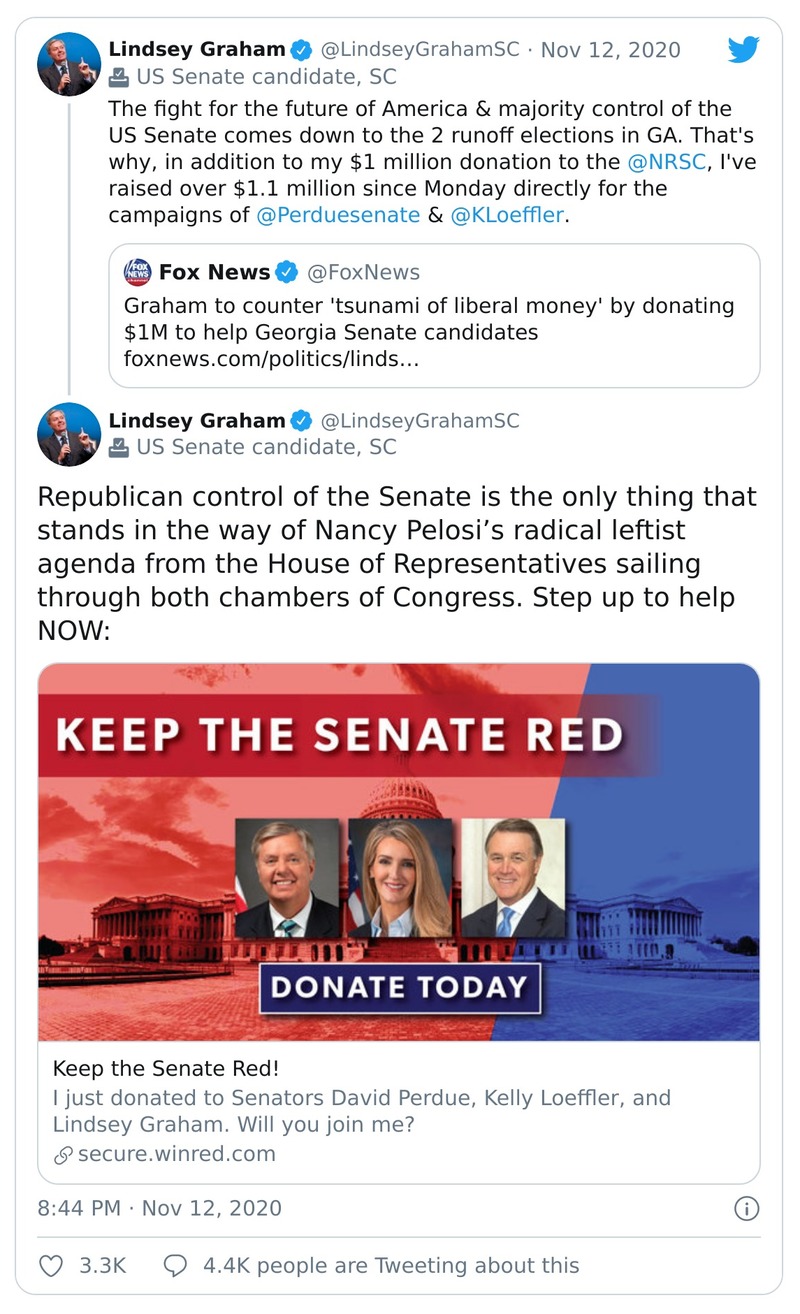 Lindsey Graham @LindseyGrahamSC · Nov 12, 2020
US Senate candidate, SC
The fight for the future of America & majority control of the
US Senate comes down to the 2 runoff elections in GA. That's
why, in addition to my $1 million donation to the @NRSC, I've
raised over $1.1 million since Monday directly for the
campaigns of @Perduesenate & @KLoeffler.
FOX NEWS channel
Fox News @FoxNews
Graham to counter 'tsunami of liberal money' by donating
$1M to help Georgia Senate candidates
foxnews.com/politics/linds...
Lindsey Graham @LindseyGrahamSC
US Senate candidate, SC
Republican control of the Senate is the only thing that
stands in the way of Nancy Pelosi’s radical leftist
agenda from the House of Representatives sailing
through both chambers of Congress. Step up to help
NOW:
KEEP THE SENATE RED
DONATE TODAY
Keep the Senate Red!
I just donated to Senators David Perdue, Kelly Loeffler, and
Lindsey Graham. Will you join me?
secure.winred.com
8:44 PM · Nov 12, 2020
3.3K 4.4K people are Tweeting about this